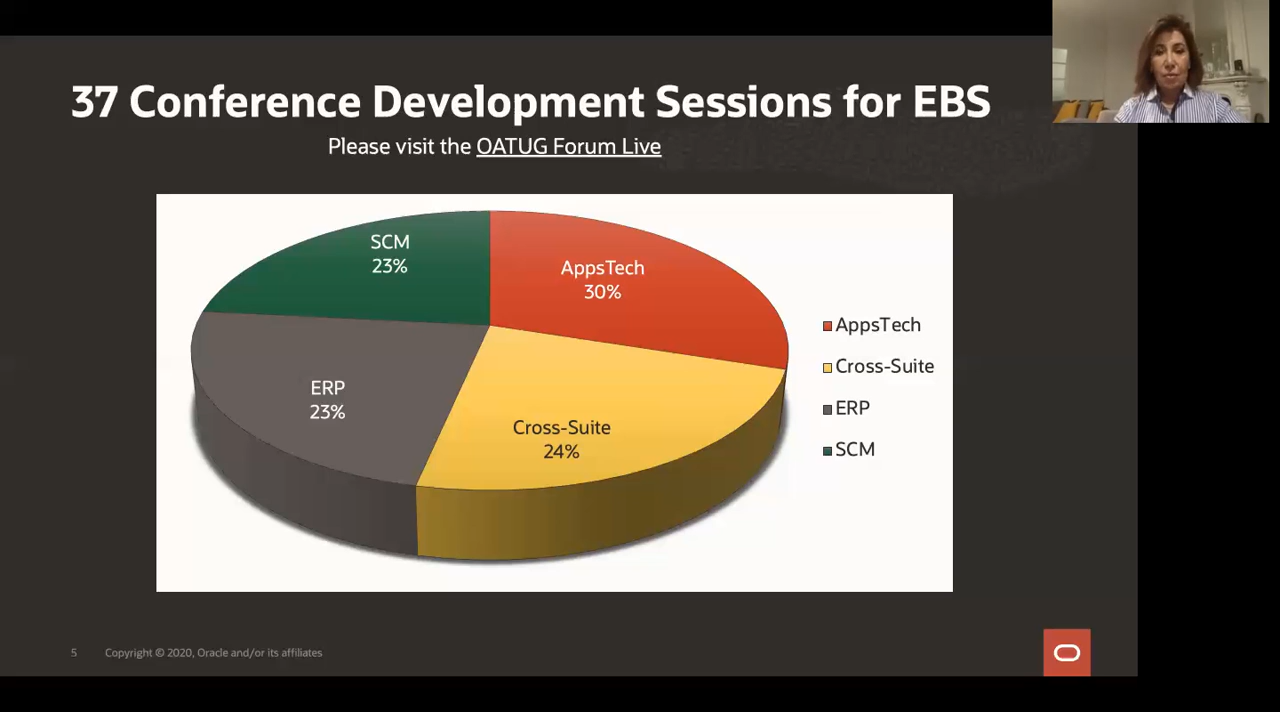 37 Conference Development Sessions for EBS
Please visit the OATUG Forum Live
SCM
23%
AppsTech
30%
ERP
23%
Cross-Suite
24%
AppsTech
Cross-Suite
ERP
SCM
5 Copyright © 2020, Oracle and/or its affiliates